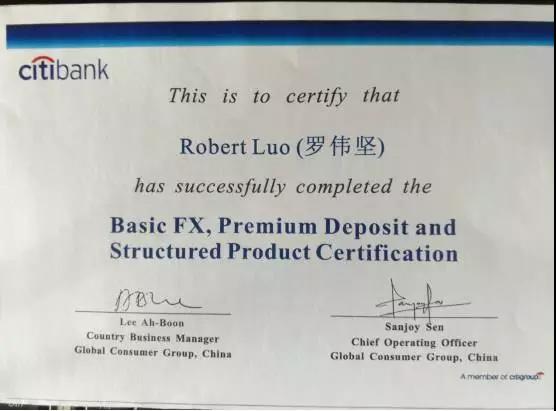 citibank
This is to certify that
Robert Luo (罗伟坚)
has successfully completed the
Basic FX, Premium Deposit and
Structured Product Certification
Lee Ah-Boon
Country Business Manager
Global Consumer Group, China
Sanjoy Sen
Chief Operating Officer
Global Consumer Group, China
A member of citigroup